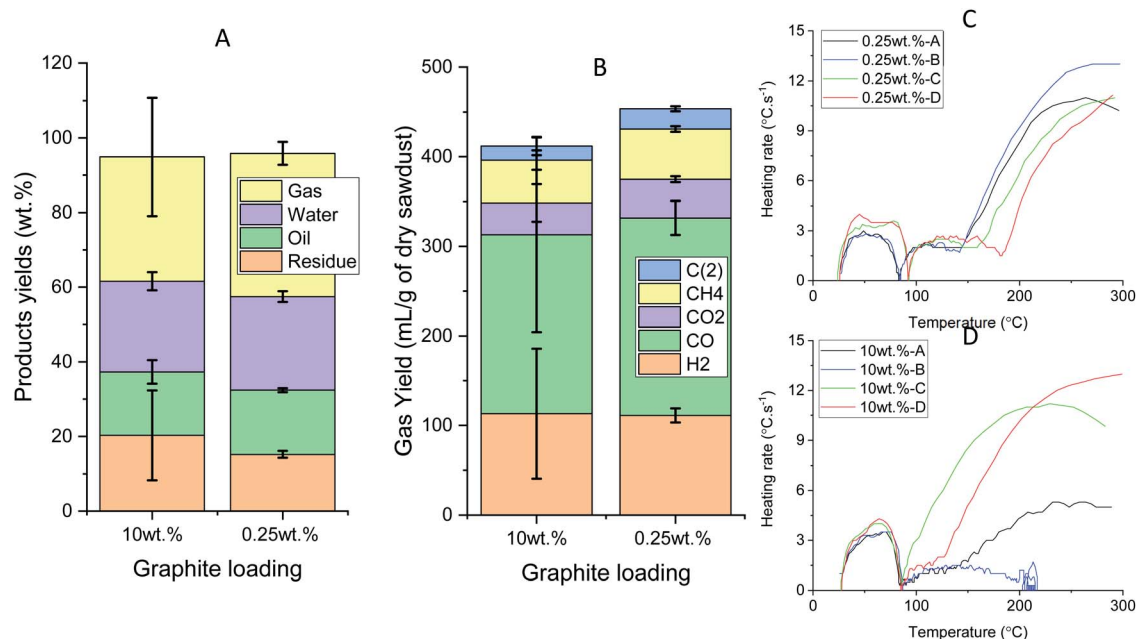 A
120
100
80
60
40
20
0
Products yields (wt.%)
Gas
Water
Oil
Residue
10wt.%
0.25wt.%
Graphite loading
B
500
400
300
200
100
0
Gas Yield (mL/g of dry sawdust)
C(2)
CH4
CO2
CO
H2
10wt.%
0.25wt.%
Graphite loading
C
15
12
9
6
3
0
Heating rate (°C.s⁻¹)
0.25wt.%-A
0.25wt.%-B
0.25wt.%-C
0.25wt.%-D
0
100
200
300
Temperature (°C)
D
15
12
9
6
3
0
Heating rate (°C.s⁻¹)
10wt.%-A
10wt.%-B
10wt.%-C
10wt.%-D
0
100
200
300
Temperature (°C)